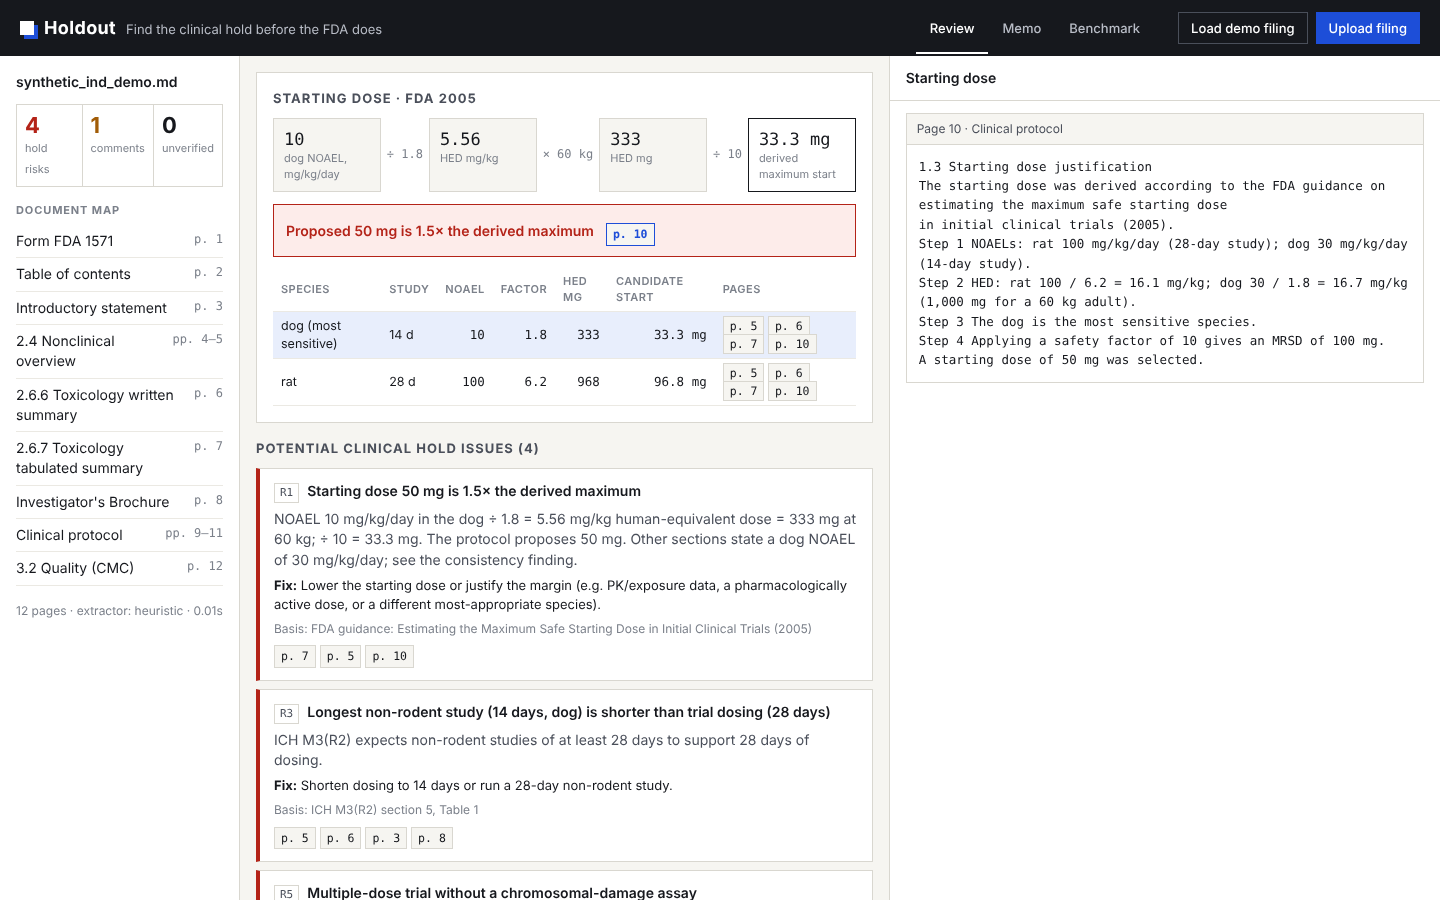 Holdout
Find the clinical hold before the FDA does
Review
Memo
Benchmark
Load demo filing
Upload filing
synthetic_ind_demo.md
4
hold
risks
1
comments
0
unverified
DOCUMENT MAP
Form FDA 1571
p. 1
Table of contents
p. 2
Introductory statement
p. 3
2.4 Nonclinical
overview
pp. 4–5
2.6.6 Toxicology written
summary
p. 6
2.6.7 Toxicology
tabulated summary
p. 7
Investigator's Brochure
p. 8
Clinical protocol
pp. 9–11
3.2 Quality (CMC)
p. 12
12 pages · extractor: heuristic · 0.01s
STARTING DOSE · FDA 2005
10
dog NOAEL,
mg/kg/day
÷ 1.8
5.56
HED mg/kg
× 60 kg
333
HED mg
÷ 10
33.3 mg
derived
maximum start
Proposed 50 mg is 1.5× the derived maximum
p. 10
SPECIES STUDY NOAEL FACTOR HED MG CANDIDATE START PAGES
dog (most sensitive) 14 d 10 1.8 333 33.3 mg p. 5 p. 6
p. 7 p. 10
rat 28 d 100 6.2 968 96.8 mg p. 5 p. 6
p. 7 p. 10
POTENTIAL CLINICAL HOLD ISSUES (4)
R1 Starting dose 50 mg is 1.5× the derived maximum
NOAEL 10 mg/kg/day in the dog ÷ 1.8 = 5.56 mg/kg human-equivalent dose = 333 mg at
60 kg; ÷ 10 = 33.3 mg. The protocol proposes 50 mg. Other sections state a dog NOAEL
of 30 mg/kg/day; see the consistency finding.
Fix: Lower the starting dose or justify the margin (e.g. PK/exposure data, a pharmacologically
active dose, or a different most-appropriate species).
Basis: FDA guidance: Estimating the Maximum Safe Starting Dose in Initial Clinical Trials (2005)
p. 7 p. 5 p. 10
R3 Longest non-rodent study (14 days, dog) is shorter than trial dosing (28 days)
ICH M3(R2) expects non-rodent studies of at least 28 days to support 28 days of
dosing.
Fix: Shorten dosing to 14 days or run a 28-day non-rodent study.
Basis: ICH M3(R2) section 5, Table 1
p. 5 p. 6 p. 3 p. 8
R5 Multiple-dose trial without a chromosomal-damage assay
Starting dose
Page 10 · Clinical protocol
1.3 Starting dose justification
The starting dose was derived according to the FDA guidance on
estimating the maximum safe starting dose
in initial clinical trials (2005).
Step 1 NOAELs: rat 100 mg/kg/day (28-day study); dog 30 mg/kg/day
(14-day study).
Step 2 HED: rat 100 / 6.2 = 16.1 mg/kg; dog 30 / 1.8 = 16.7 mg/kg
(1,000 mg for a 60 kg adult).
Step 3 The dog is the most sensitive species.
Step 4 Applying a safety factor of 10 gives an MRSD of 100 mg.
A starting dose of 50 mg was selected.